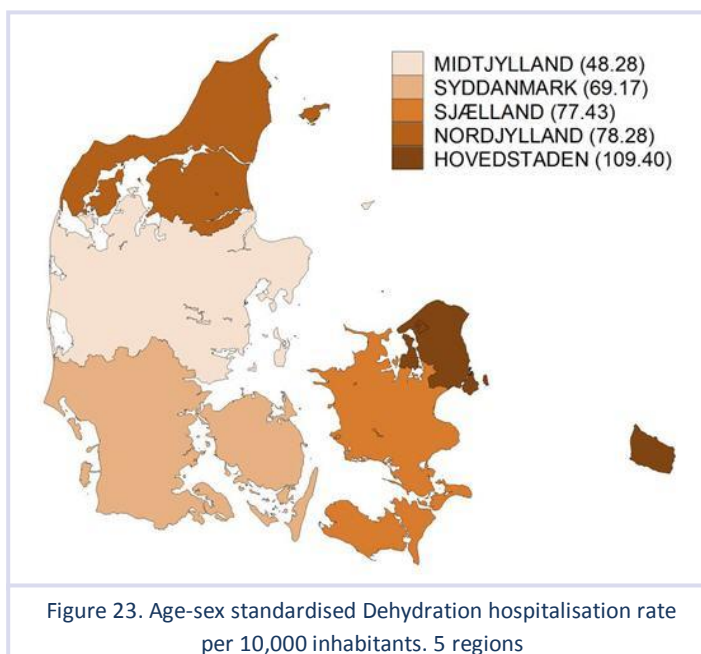 MIDTJYLLAND (48.28)
SYDDANMARK (69.17)
SJÆLLAND (77.43)
NORDJYLLAND (78.28)
HOVEDSTADEN (109.40)
Figure 23. Age-sex standardised Dehydration hospitalisation rate
per 10,000 inhabitants. 5 regions